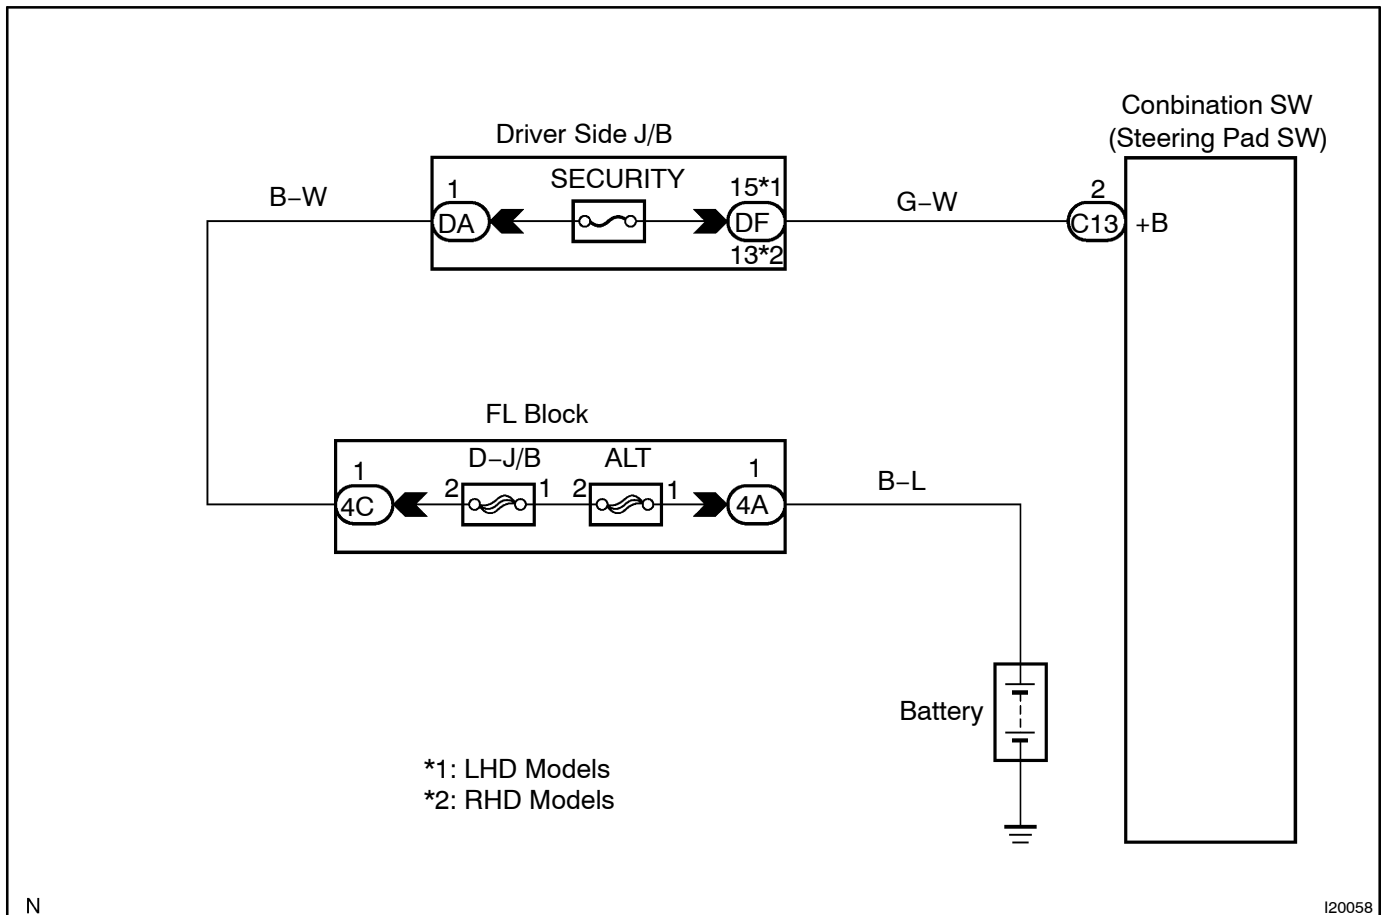 Conbination SW
(Steering Pad SW)
Driver Side J/B
B−W
1
SECURITY
15*1
G−W
2
DA
DF
C13
+B
13*2
FL Block
1
D−J/B
ALT
1
B−L
2
1
2
1
4C
4A
Battery
*1: LHD Models
*2: RHD Models
N
I20058